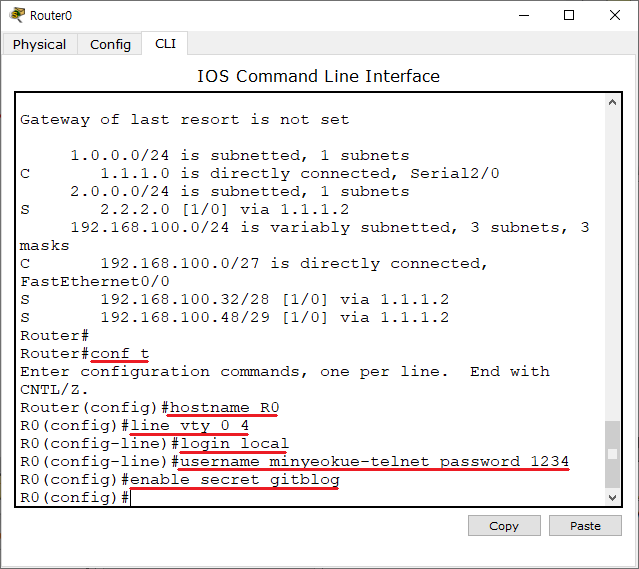 Router0
Physical Config CLI
IOS Command Line Interface
Gateway of last resort is not set
1.0.0.0/24 is subnetted, 1 subnets
C 1.1.1.0 is directly connected, Serial2/0
2.0.0.0/24 is subnetted, 1 subnets
S 2.2.2.0 [1/0] via 1.1.1.2
192.168.100.0/24 is variably subnetted, 3 subnets, 3
masks
C 192.168.100.0/27 is directly connected,
FastEthernet0/0
S 192.168.100.32/28 [1/0] via 1.1.1.2
S 192.168.100.48/29 [1/0] via 1.1.1.2
Router#
Router#conf t
Enter configuration commands, one per line.  End with
CNTL/Z.
Router(config)#hostname R0
R0(config)#line vty 0 4
R0(config-line)#login local
R0(config-line)#username minyeokue-telnet password 1234
R0(config)#enable secret gitblog
R0(config)#
Copy Paste